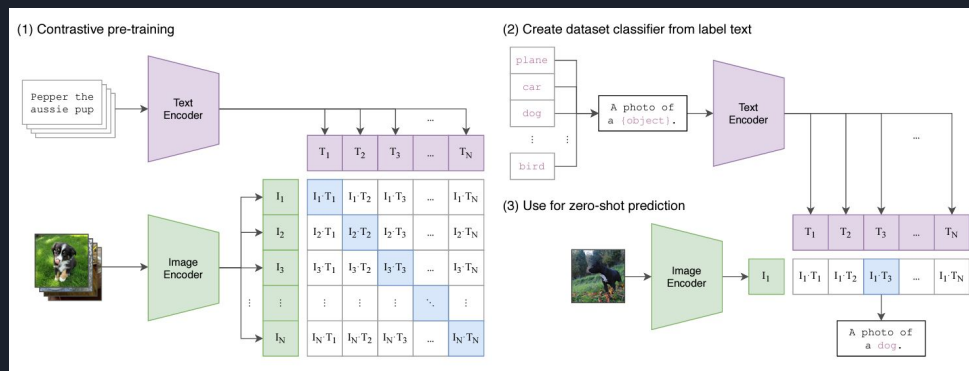 (1) Contrastive pre-training
Pepper the
aussie pup
Text
Encoder
...
T1 T2 T3 ... TN
I1 I1·T1 I1·T2 I1·T3 ... I1·TN
I2 I2·T1 I2·T2 I2·T3 ... I2·TN
I3 I3·T1 I3·T2 I3·T3 ... I3·TN
⋮ ⋮ ⋮ ⋮ ⋮ ⋱ ⋮
IN IN·T1 IN·T2 IN·T3 ... IN·TN
Image
Encoder
(2) Create dataset classifier from label text
plane
car
dog
⋮
bird
A photo of
a {object}.
⋮
Text
Encoder
...
(3) Use for zero-shot prediction
Image
Encoder
T1 T2 T3 ... TN
I1 I1·T1 I1·T2 I1·T3 ... I1·TN
A photo of
a dog.